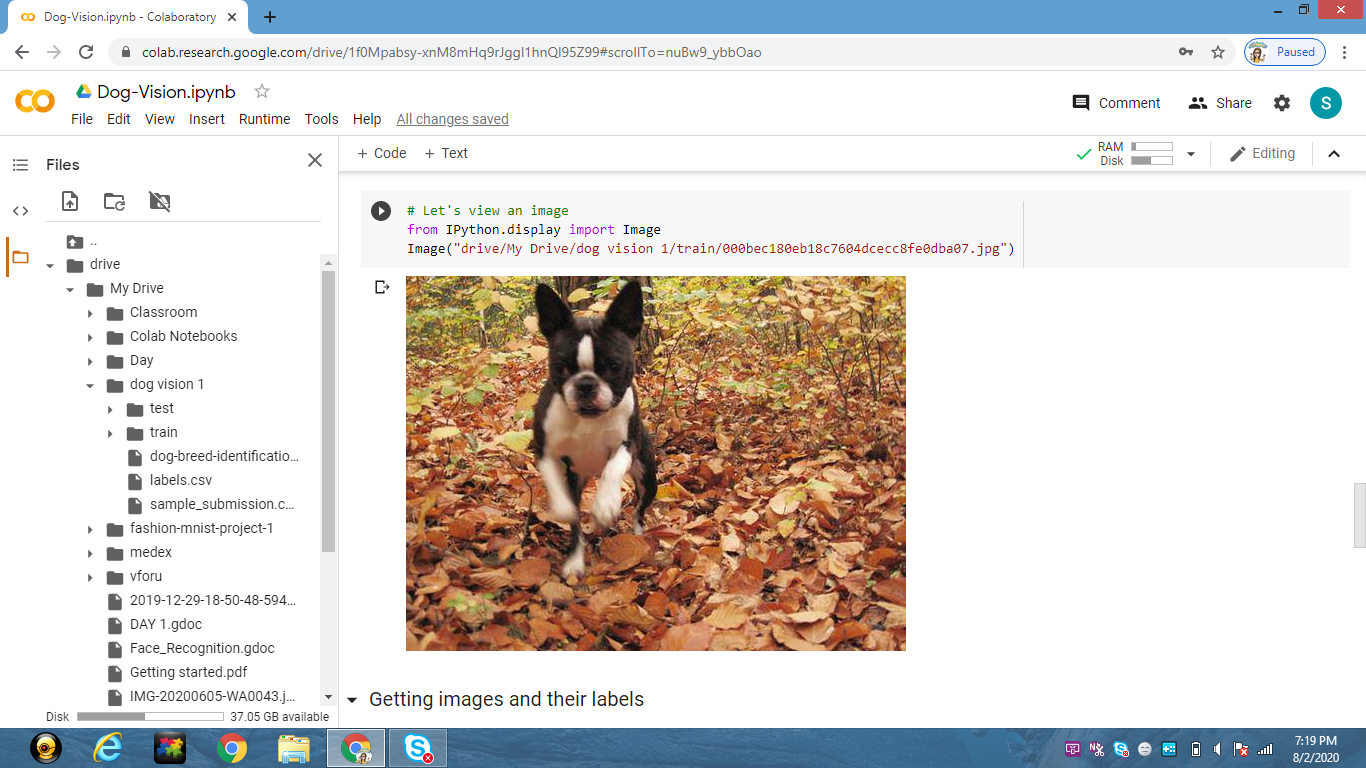 Dog-Vision.ipynb - Colaboratory
colab.research.google.com/drive/1f0Mpabsy-xnM8mHq9rJggI1hnQl95Z99#scrollTo=nuBw9_ybbOao
Paused
Dog-Vision.ipynb
File Edit View Insert Runtime Tools Help All changes saved
Comment Share S
Files
+ Code + Text
RAM
Disk
Editing
..
drive
My Drive
Classroom
Colab Notebooks
Day
dog vision 1
test
train
dog-breed-identificatio...
labels.csv
sample_submission.c...
fashion-mnist-project-1
medex
vforu
2019-12-29-18-50-48-594...
DAY 1.gdoc
Face_Recognition.gdoc
Getting started.pdf
IMG-20200605-WA0043.j...
Disk 37.05 GB available
# Let's view an image
from IPython.display import Image
Image("drive/My Drive/dog vision 1/train/000bec180eb18c7604dcecc8fe0dba07.jpg")
Getting images and their labels
7:19 PM
8/2/2020